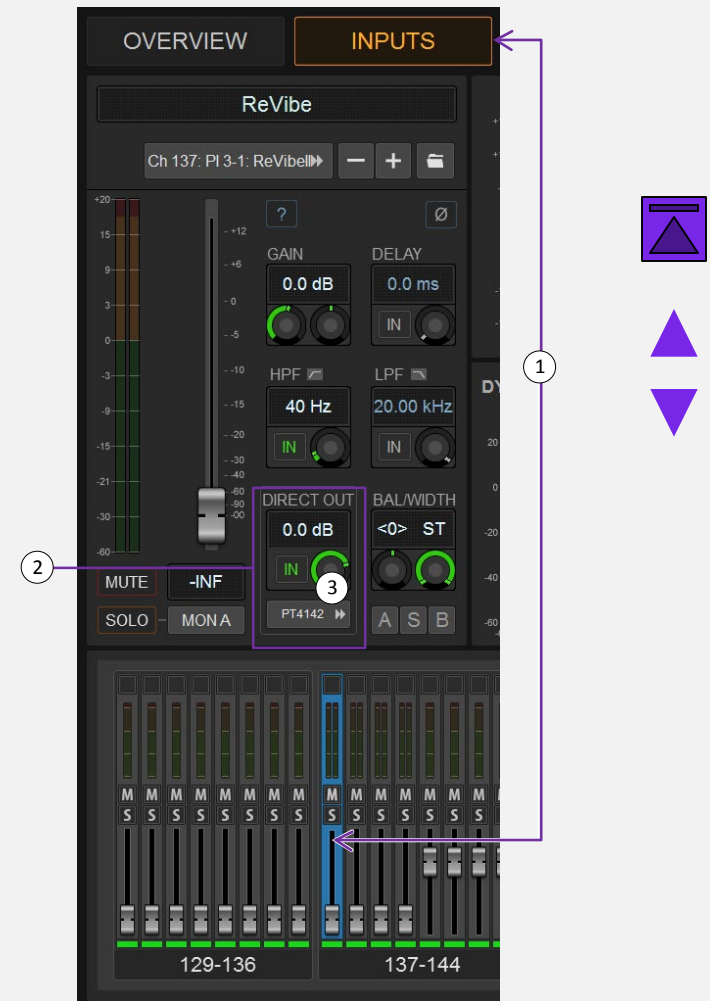 OVERVIEW INPUTS
ReVibe
Ch 137: Pl 3-1: ReVibeII
− +
+20
15
9
3
0
-3
-9
-15
-21
-30
-60
+12
+6
0
-5
-10
-15
-20
-30
-40
-60
-90
-00
? Ø
GAIN DELAY
0.0 dB 0.0 ms
IN
HPF LPF
40 Hz 20.00 kHz
IN IN
DIRECT OUT BAL/WIDTH
0.0 dB <0> ST
IN
PT4142 A S B
MUTE -INF
SOLO MON A
1
2
3
20
0
-20
-40
-60
M M M M M M M M M M M M M M M
S S S S S S S S S S S S S S S
129-136 137-144